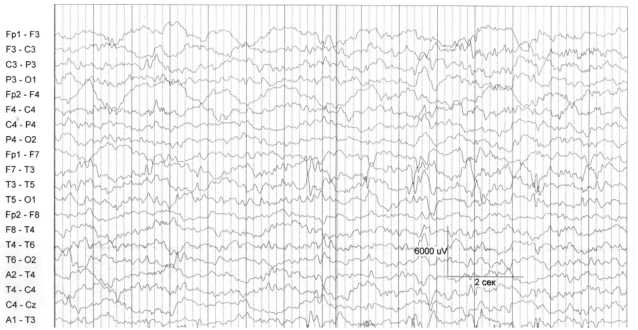 Fp1 - F3
F3 - C3
C3 - P3
P3 - O1
Fp2 - F4
F4 - C4
C4 - P4
P4 - O2
Fp1 - F7
F7 - T3
T3 - T5
T5 - O1
Fp2 - F8
F8 - T4
T4 - T6
T6 - O2
A2 - T4
T4 - C4
C4 - Cz
A1 - T3
6000 uV
2 сек